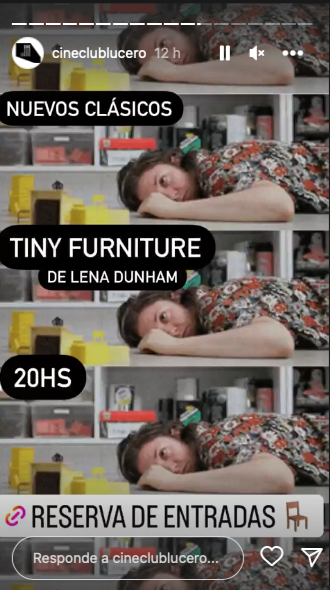 cineclublucero 12 h
NUEVOS CLÁSICOS
TINY FURNITURE
DE LENA DUNHAM
20HS
RESERVA DE ENTRADAS
Responde a cineclublucero...